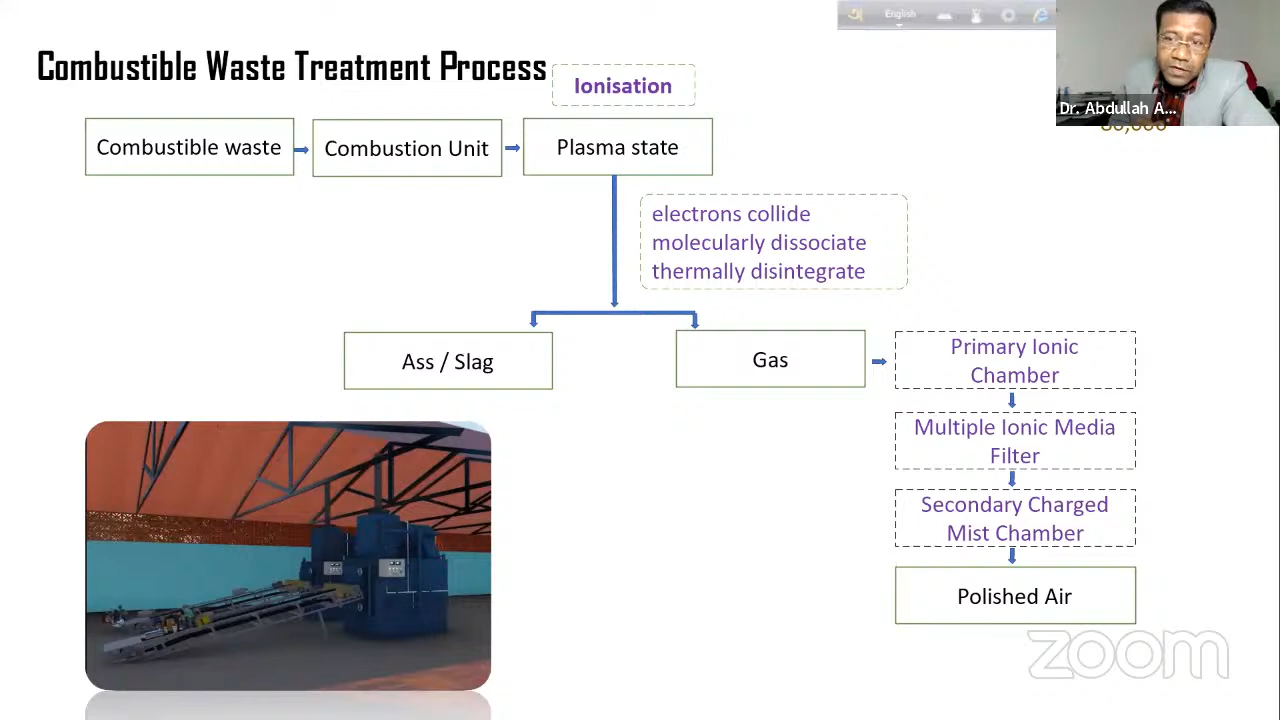 English
Combustible Waste Treatment Process
Ionisation
Dr. Abdullah A...
Combustible waste
Combustion Unit
Plasma state
electrons collide
molecularly dissociate
thermally disintegrate
Ass / Slag
Gas
Primary Ionic
Chamber
Multiple Ionic Media
Filter
Secondary Charged
Mist Chamber
Polished Air
zoom